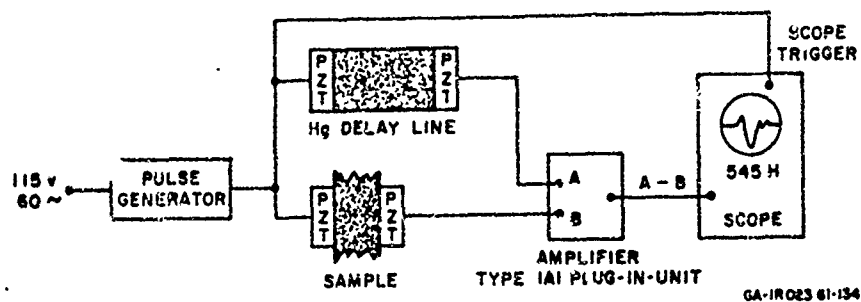 SCOPE
TRIGGER
P
Z
T
P
Z
T
Hg DELAY LINE
115 v
60 ~
PULSE
GENERATOR
P
Z
T
P
Z
T
SAMPLE
A
B
A - B
AMPLIFIER
TYPE 1A1 PLUG-IN-UNIT
545 H
SCOPE
GA-IR023 61-134